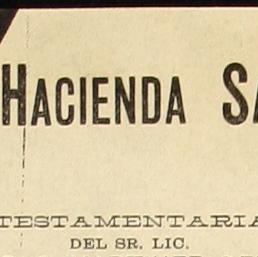 HACIENDA SA
TESTAMENTARIA
DEL SR. LIC.